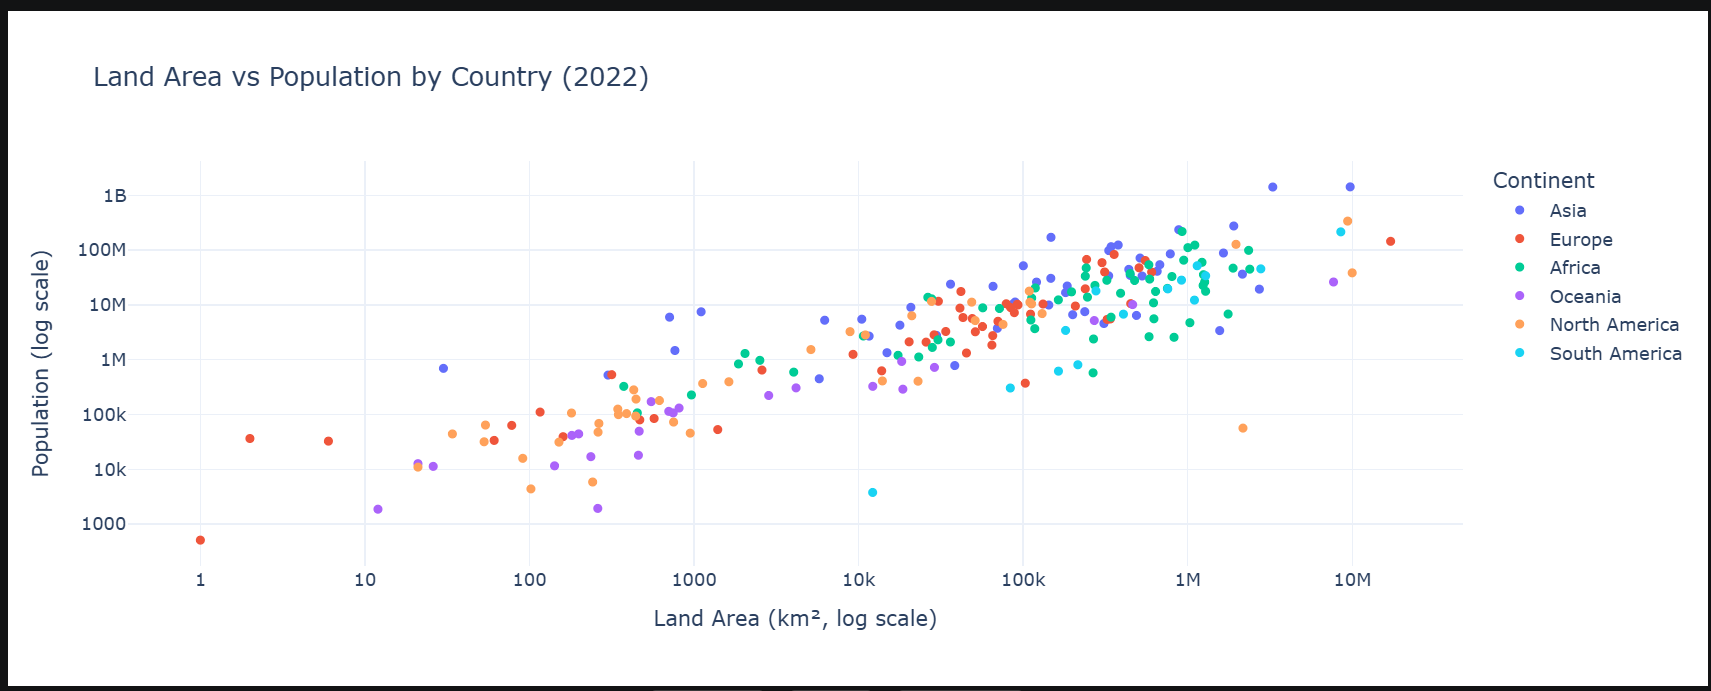 Land Area vs Population by Country (2022)
Continent
Asia
Europe
Africa
Oceania
North America
South America
1B
100M
10M
1M
100k
10k
1000
Population (log scale)
1
10
100
1000
10k
100k
1M
10M
Land Area (km², log scale)